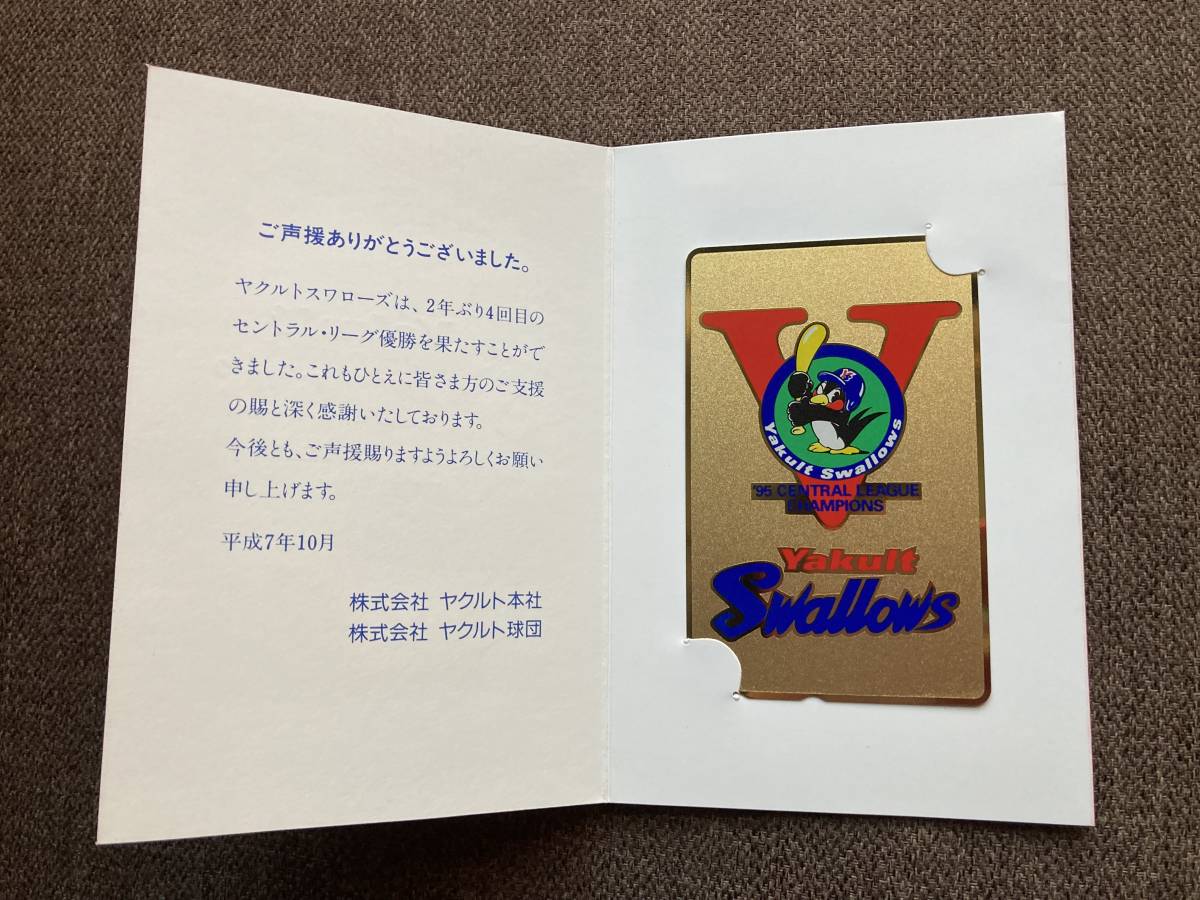 ご声援ありがとうございました。
ヤクルトスワローズは、2年ぶり4回目の
セントラル・リーグ優勝を果たすことがで
きました。これもひとえに皆さま方のご支援
の賜と深く感謝いたしております。
今後とも、ご声援賜りますようよろしくお願い
申し上げます。
平成7年10月
株式会社 ヤクルト本社
株式会社 ヤクルト球団
V
YS
Yakult Swallows
'95 CENTRAL LEAGUE
CHAMPIONS
Yakult
Swallows